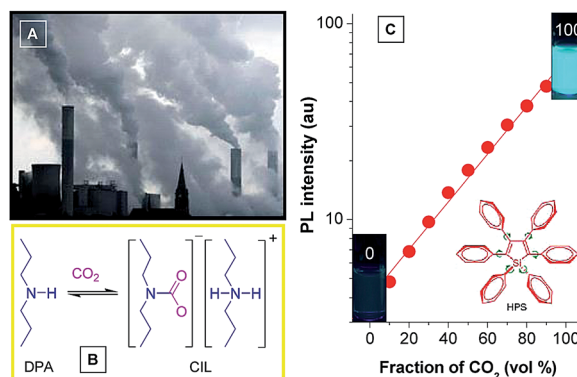 A
CO₂
N-H
N
O
O
H-N-H
−
+
DPA
B
CIL
C
PL intensity (au)
100
10
100
0
Si
HPS
0 20 40 60 80 100
Fraction of CO₂ (vol %)